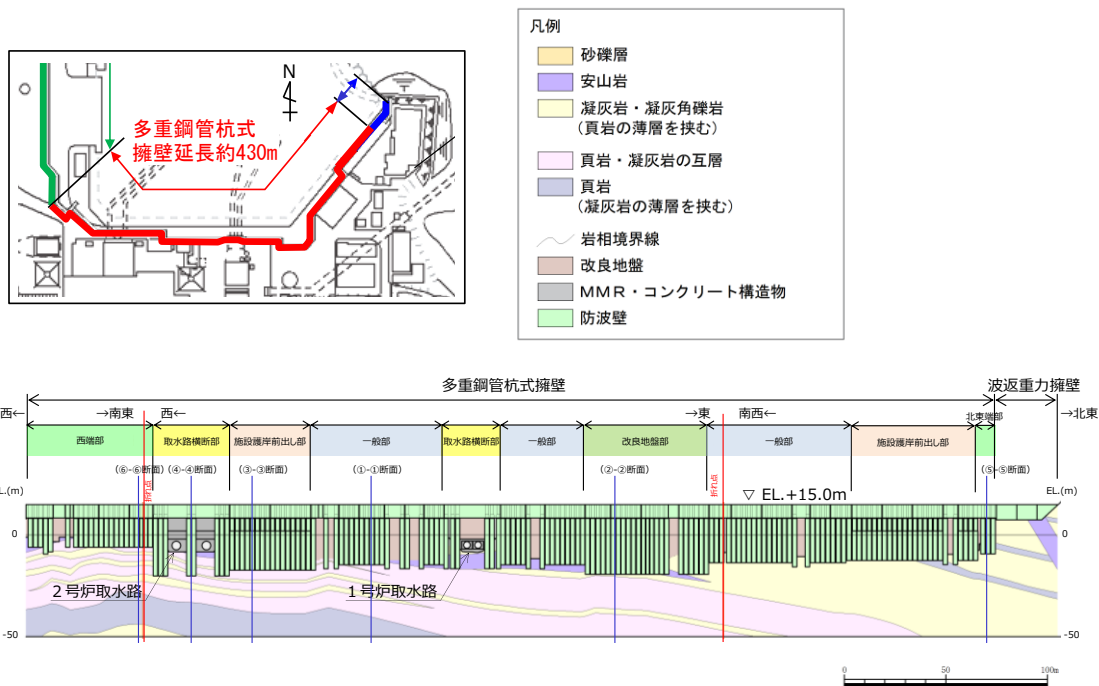 凡例
砂礫層
安山岩
凝灰岩・凝灰角礫岩
(頁岩の薄層を挟む)
頁岩・凝灰岩の互層
頁岩
(凝灰岩の薄層を挟む)
岩相境界線
改良地盤
MMR・コンクリート構造物
防波壁
N
多重鋼管杭式
擁壁延長約430m
多重鋼管杭式擁壁
波返重力擁壁
西←
→南東
西←
→東
南西←
→北東
西端部
取水路横断部
施設護岸前出し部
一般部
取水路横断部
一般部
改良地盤部
一般部
施設護岸前出し部
北東端部
(⑥-⑥断面)
(④-④断面)
(③-③断面)
(①-①断面)
(②-②断面)
(⑤-⑤断面)
折れ点
折れ点
EL.(m)
▽ EL.+15.0m
EL.(m)
0
0
2号炉取水路
1号炉取水路
-50
-50
0 50 100m